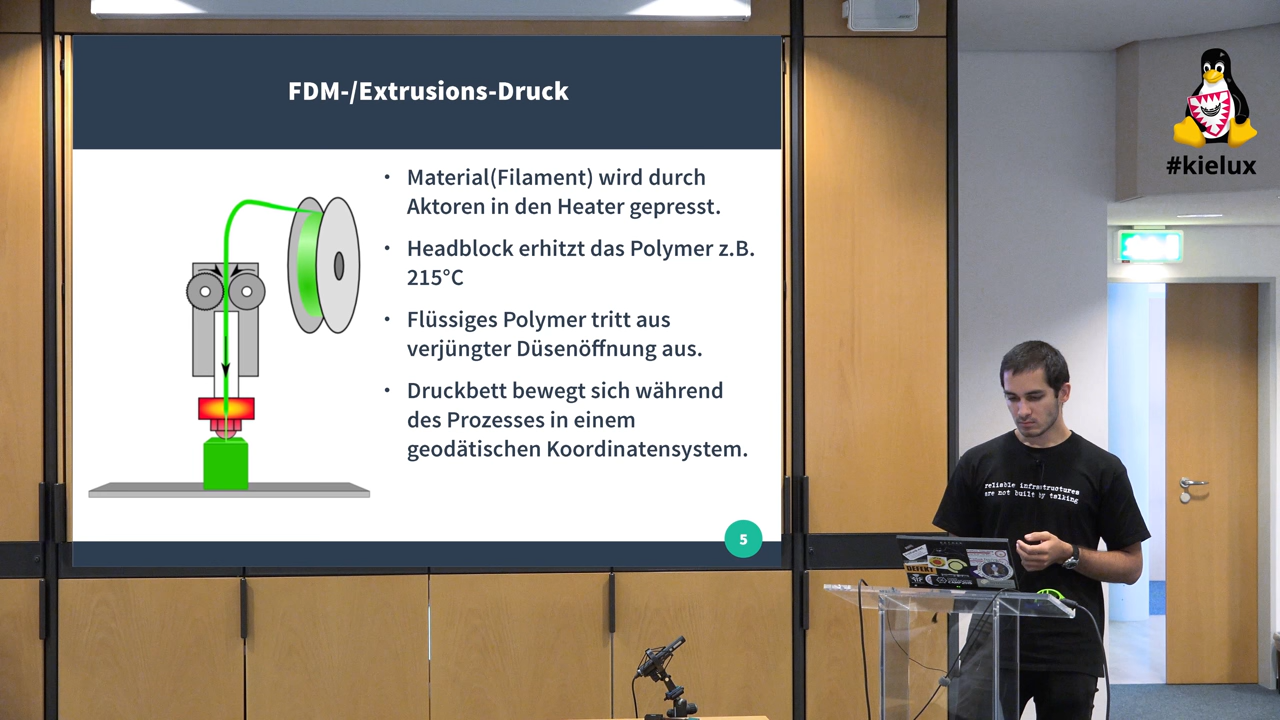 FDM-/Extrusions-Druck
• Material(Filament) wird durch
Aktoren in den Heater gepresst.
• Headblock erhitzt das Polymer z.B.
215°C
• Flüssiges Polymer tritt aus
verjüngter Düsenöffnung aus.
• Druckbett bewegt sich während
des Prozesses in einem
geodätischen Koordinatensystem.
5
#kielux
reliable infrastructures
are not built by talking
DEFEKT